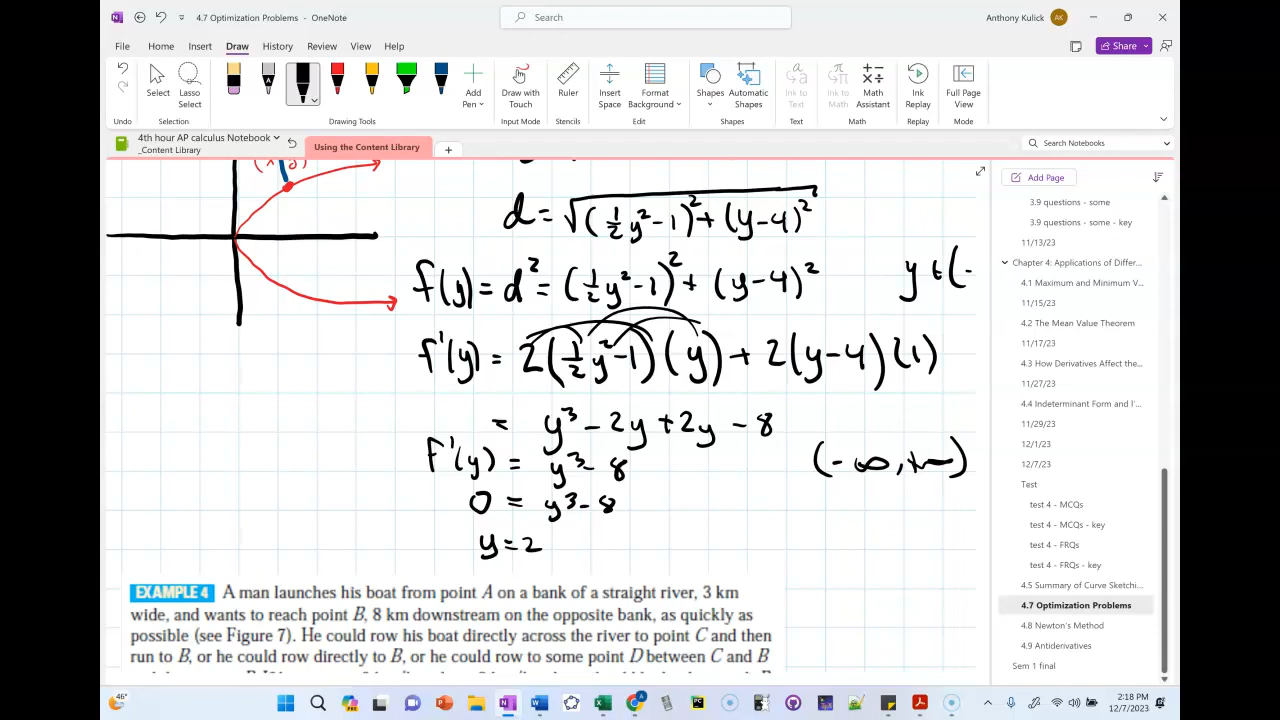 4.7 Optimization Problems - OneNote
Search
Anthony Kulick
AK
File Home Insert Draw History Review View Help
Share
Undo
Select
Lasso Select
Selection
Add Pen
Drawing Tools
Draw with Touch
Input Mode
Ruler
Stencils
Insert Space
Format Background
Edit
Shapes
Automatic Shapes
Shapes
Ink to Text
Text
Ink to Math
Math Assistant
Math
Ink Replay
Replay
Full Page View
Mode
4th hour AP calculus Notebook
_Content Library
Using the Content Library
Search Notebooks
d = √(½y²-1)²+(y-4)²
f(y) = d² = (½y²-1)² + (y-4)²
y ∈ (-
f'(y) = 2(½y²-1)(y) + 2(y-4)(1)
= y³ - 2y + 2y - 8
f'(y) = y³ - 8
(-∞, +∞)
0 = y³ - 8
y = 2
EXAMPLE 4 A man launches his boat from point A on a bank of a straight river, 3 km
wide, and wants to reach point B, 8 km downstream on the opposite bank, as quickly as
possible (see Figure 7). He could row his boat directly across the river to point C and then
run to B, or he could row directly to B, or he could row to some point D between C and B
Add Page
3.9 questions - some
3.9 questions - some - key
11/13/23
Chapter 4: Applications of Differ...
4.1 Maximum and Minimum V...
11/15/23
4.2 The Mean Value Theorem
11/17/23
4.3 How Derivatives Affect the...
11/27/23
4.4 Indeterminant Form and l'...
11/29/23
12/1/23
12/7/23
Test
test 4 - MCQs
test 4 - MCQs - key
test 4 - FRQs
test 4 - FRQs - key
4.5 Summary of Curve Sketchi...
4.7 Optimization Problems
4.8 Newton's Method
4.9 Antiderivatives
Sem 1 final
46°
2:18 PM
12/7/2023